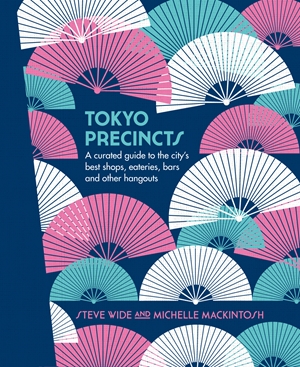 TOKYO
PRECINCTS
A curated guide to the city's
best shops, eateries, bars
and other hangouts
STEVE WIDE AND MICHELLE MACKINTOSH